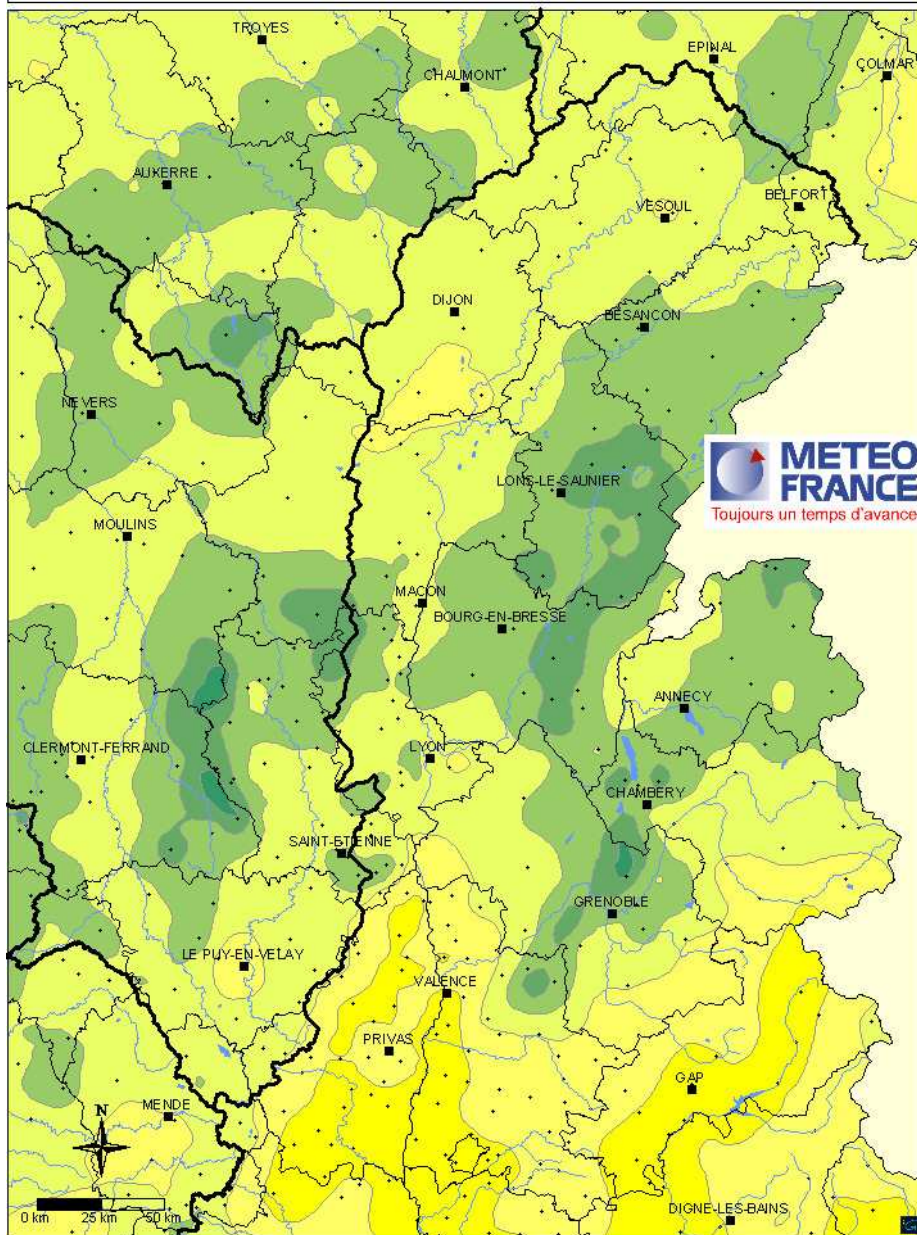 TROYES
EPINAL
COLMAR
CHAUMONT
AUXERRE
BELFORT
VESOUL
DIJON
BESANCON
NEVERS
METEO
FRANCE
Toujours un temps d'avance
LONS-LE-SAUNIER
MOULINS
MACON
BOURG-EN-BRESSE
ANNECY
CLERMONT-FERRAND
LYON
CHAMBERY
SAINT-ETIENNE
GRENOBLE
LE PUY-EN-VELAY
VALENCE
PRIVAS
GAP
N
MENDE
0 km 25 km 50 km
DIGNE-LES-BAINS